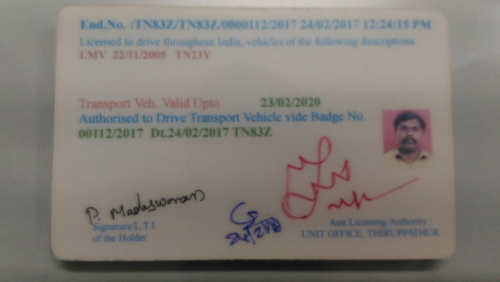 End.No. :TN83Z/TN83Z/0000112/2017 24/02/2017 12:24:15 PM
Licensed to drive throughout India, vehicles of the following descriptions
LMV 22/11/2005 TN23Y
Transport Veh. Valid Upto 23/02/2020
Authorised to Drive Transport Vehicle vide Badge No.
00112/2017 Dt.24/02/2017 TN83Z
P. Madeswaran
Signature/L.T.I
of the Holder
Asst Licensing Authority
UNIT OFFICE, THIRUPPATHUR